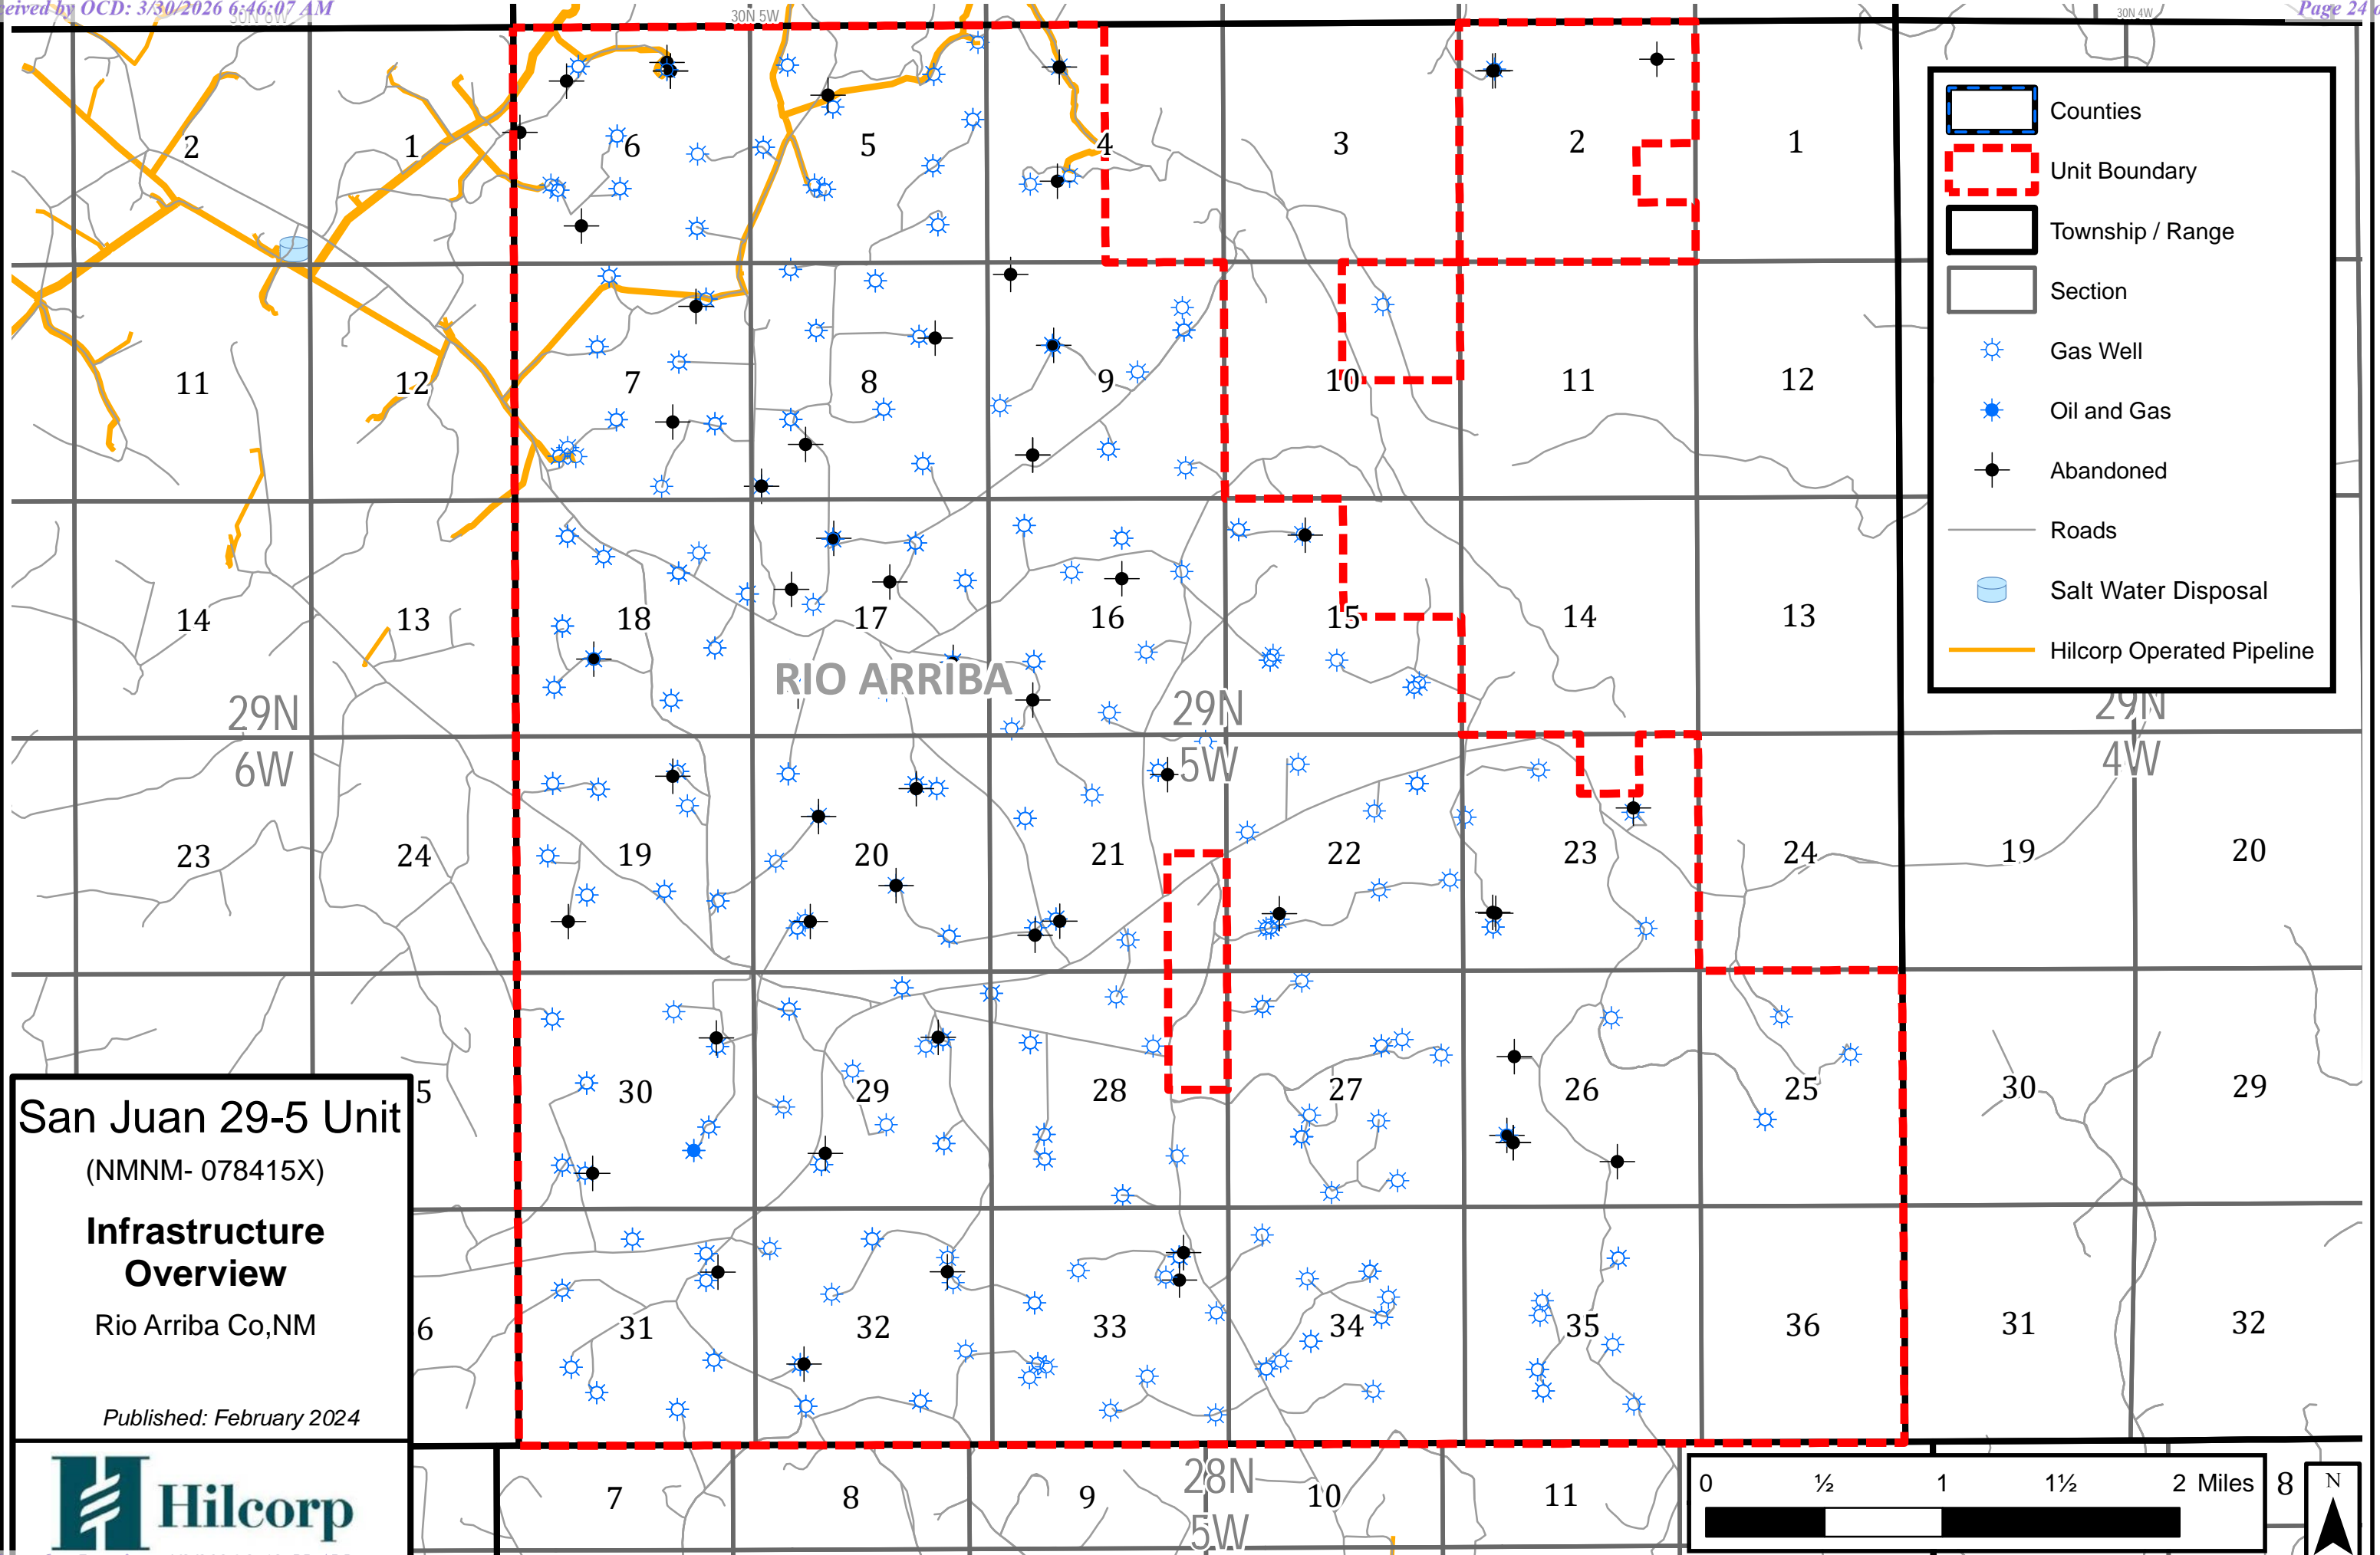 eived by OCD: 3/30/2026 6:46:07 AM
Page 24 o
30N 6W
30N 5W
30N 4W
2
1
6
5
4
3
2
1
11
12
7
8
9
10
11
12
14
13
18
17
16
15
14
13
RIO ARRIBA
29N
6W
29N
5W
29N
4W
23
24
19
20
21
22
23
24
19
20
5
30
29
28
27
26
25
30
29
6
31
32
33
34
35
36
31
32
7
8
9
10
11
8
28N
5W
Counties
Unit Boundary
Township / Range
Section
Gas Well
Oil and Gas
Abandoned
Roads
Salt Water Disposal
Hilcorp Operated Pipeline
San Juan 29-5 Unit
(NMNM- 078415X)
Infrastructure
Overview
Rio Arriba Co,NM
Published: February 2024
Hilcorp
0 ½ 1 1½ 2 Miles
N